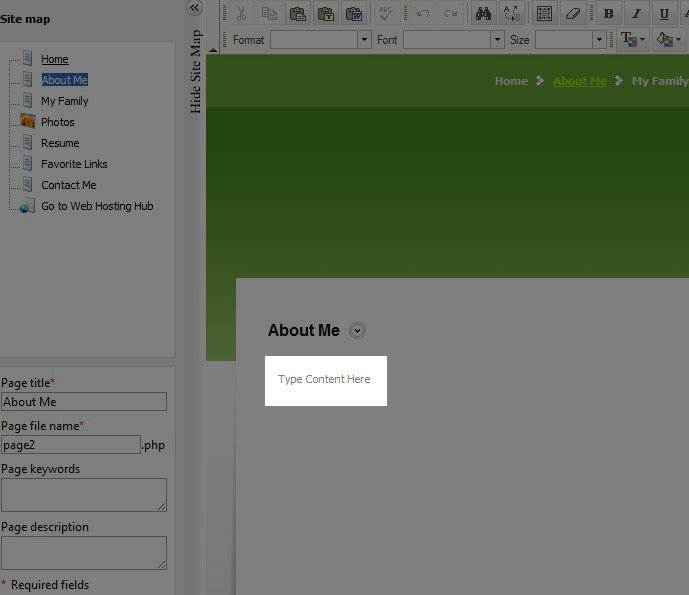 Site map
Home
About Me
My Family
Photos
Resume
Favorite Links
Contact Me
Go to Web Hosting Hub
Page title*
About Me
Page file name*
page2 .php
Page keywords
Page description
* Required fields
Hide Site Map
ABC
B I U
Format Font Size
Home About Me My Family
About Me
Type Content Here